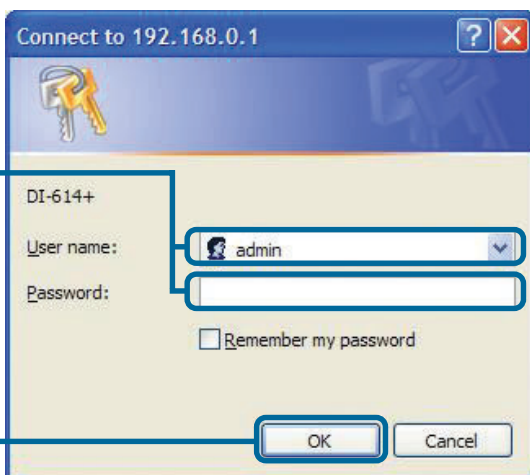 Connect to 192.168.0.1
?
DI-614+
User name:
admin
Password:
Remember my password
OK
Cancel